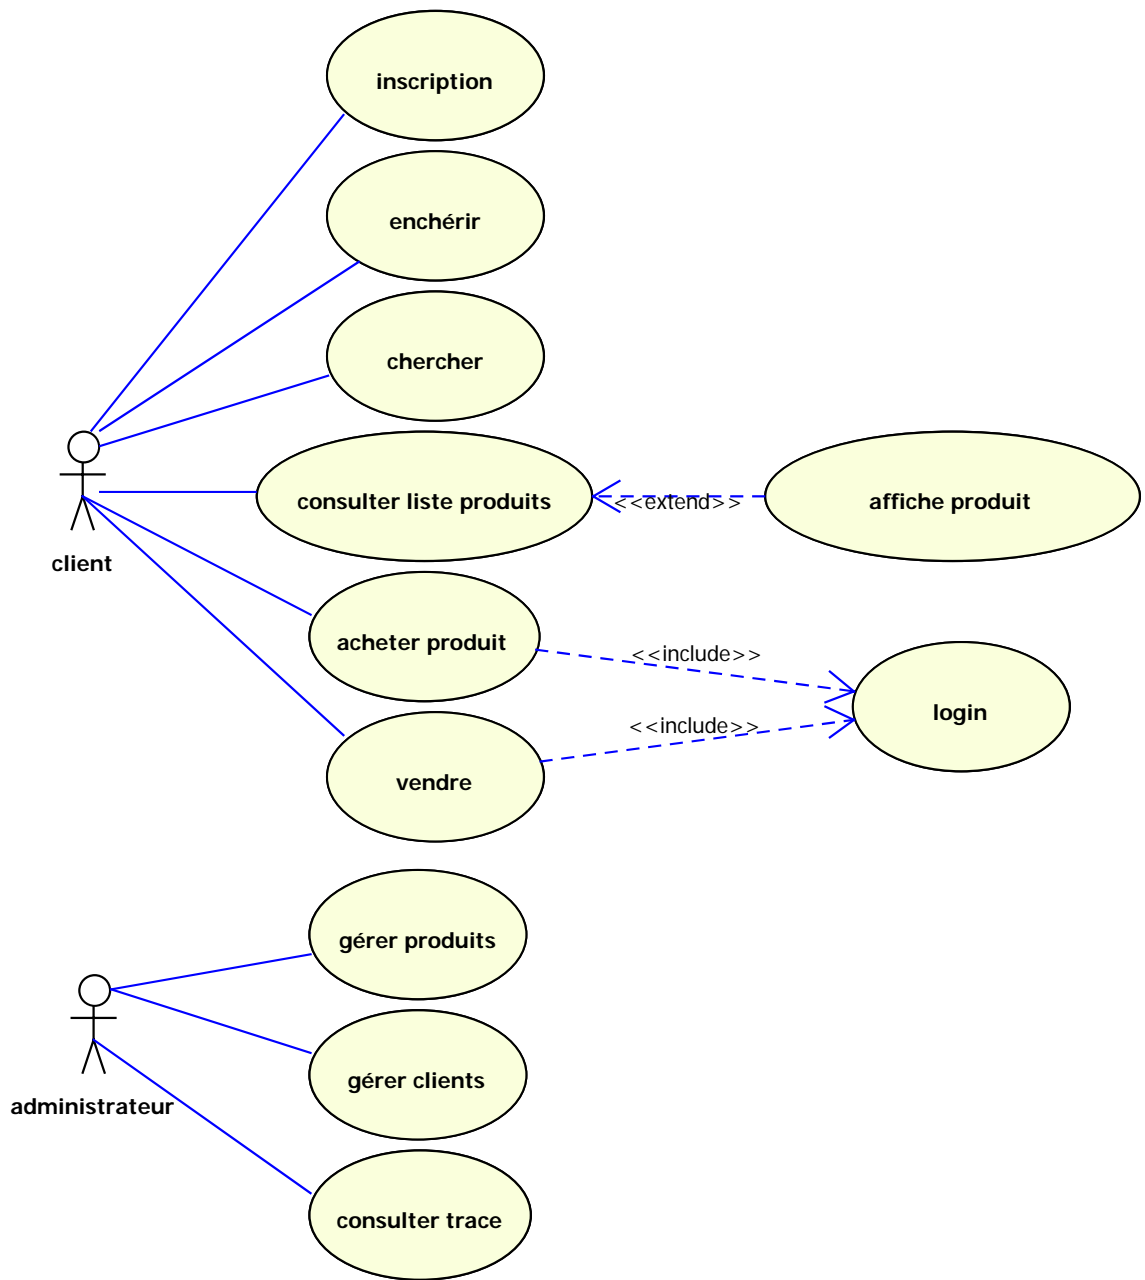 inscription
enchérir
chercher
consulter liste produits
<<extend>>
affiche produit
client
acheter produit
<<include>>
login
<<include>>
vendre
gérer produits
gérer clients
administrateur
consulter trace